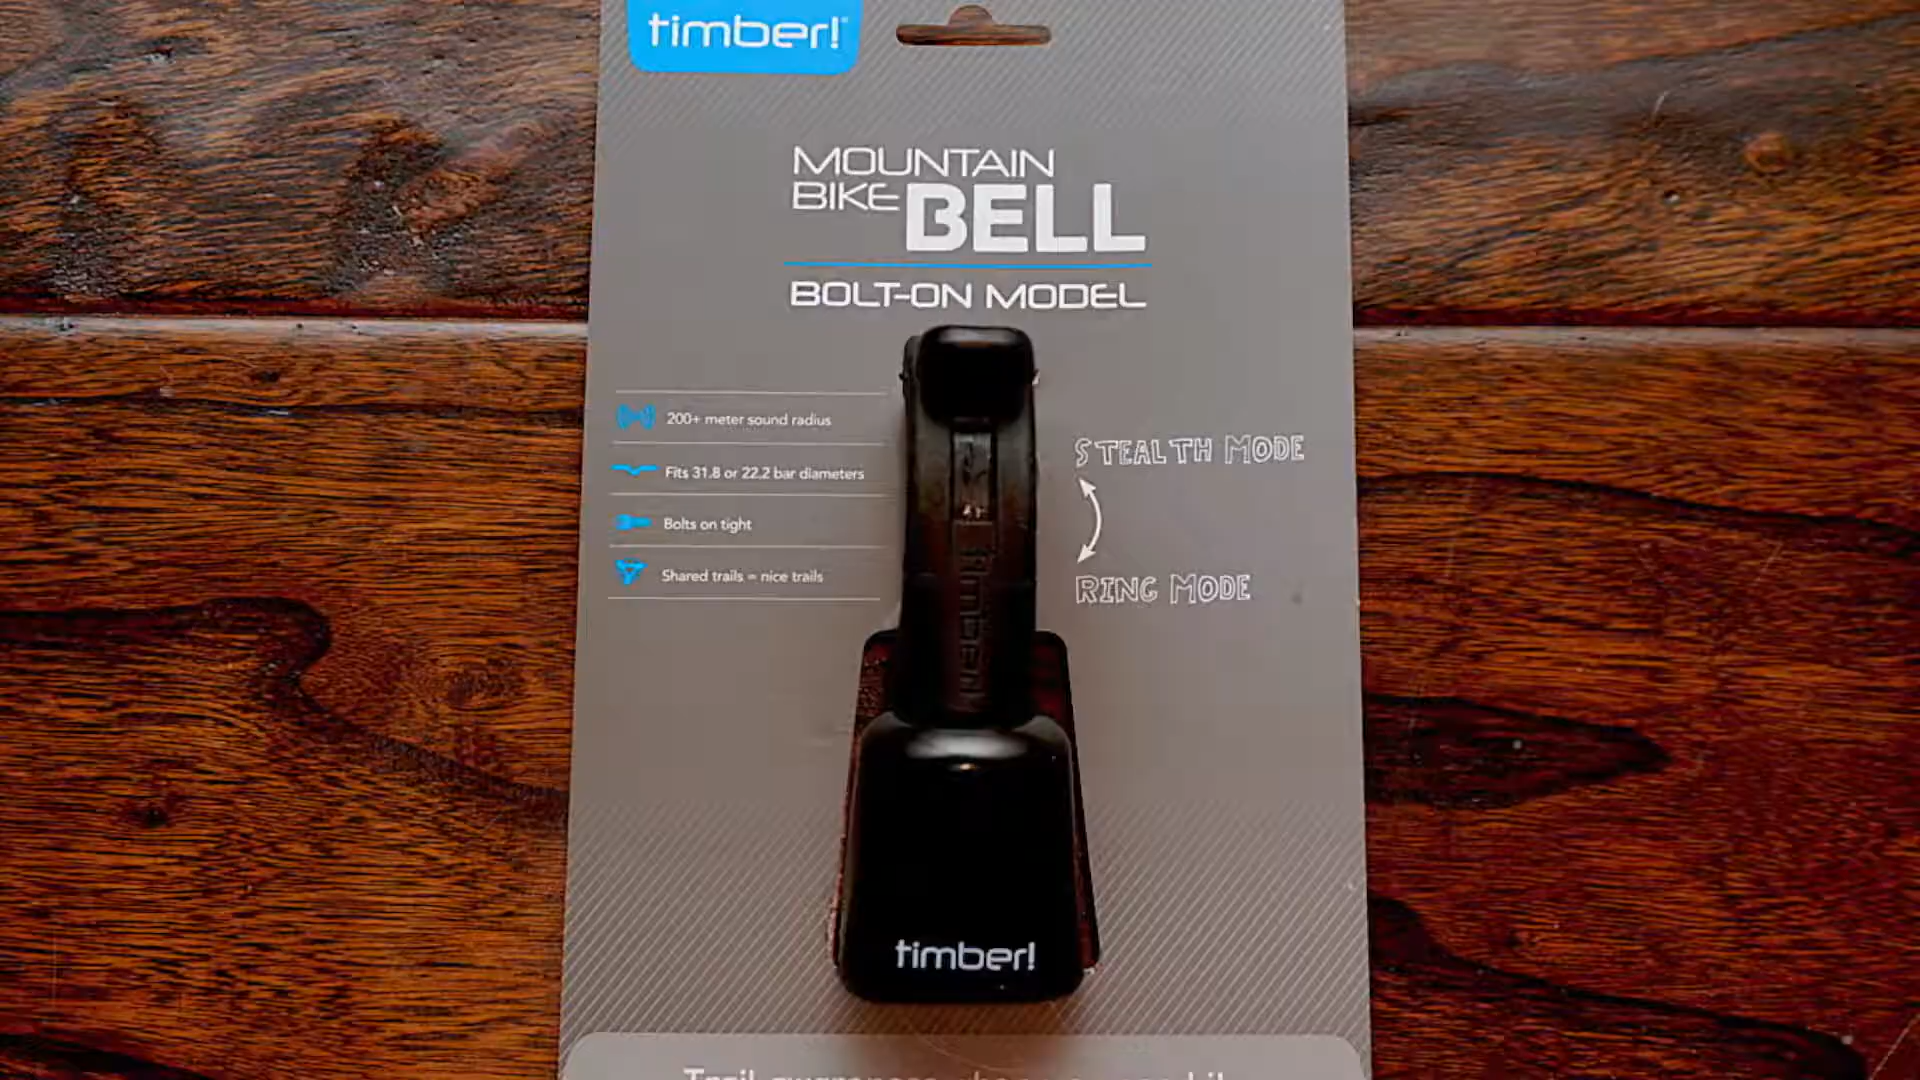 timber!
MOUNTAIN
BIKE BELL
BOLT-ON MODEL
200+ meter sound radius
Fits 31.8 or 22.2 bar diameters
Bolts on tight
Shared trails = nice trails
STEALTH MODE
RING MODE
timber!
timber!